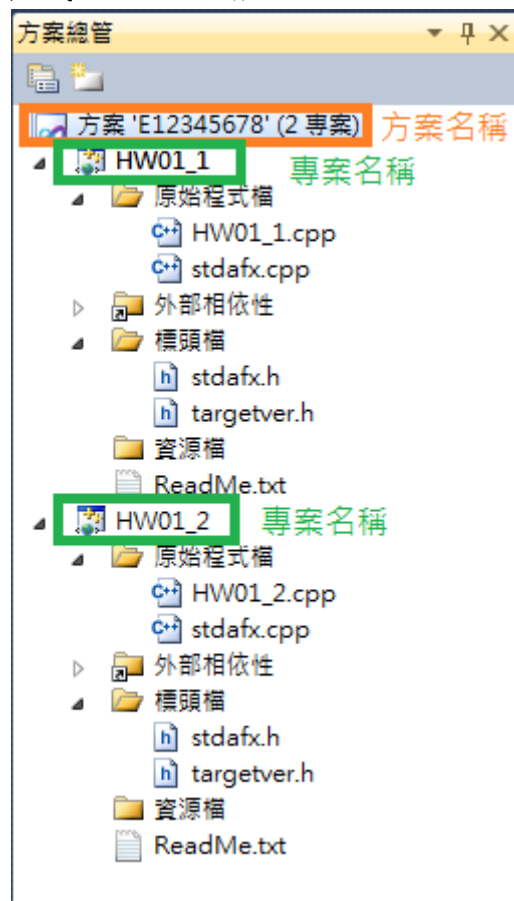 方案總管
方案 'E12345678' (2 專案) 方案名稱
HW01_1 專案名稱
原始程式檔
HW01_1.cpp
stdafx.cpp
外部相依性
標頭檔
stdafx.h
targetver.h
資源檔
ReadMe.txt
HW01_2 專案名稱
原始程式檔
HW01_2.cpp
stdafx.cpp
外部相依性
標頭檔
stdafx.h
targetver.h
資源檔
ReadMe.txt